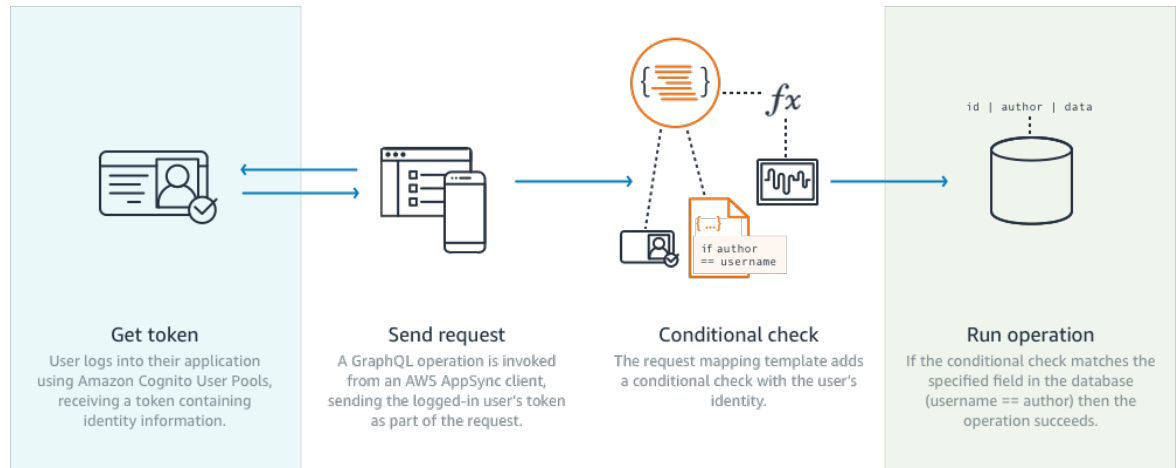 { }
fx
id | author | data
{ ... }
if author
== username
Get token
User logs into their application
using Amazon Cognito User Pools,
receiving a token containing
identity information.
Send request
A GraphQL operation is invoked
from an AWS AppSync client,
sending the logged-in user's token
as part of the request.
Conditional check
The request mapping template adds
a conditional check with the user's
identity.
Run operation
If the conditional check matches the
specified field in the database
(username == author) then the
operation succeeds.